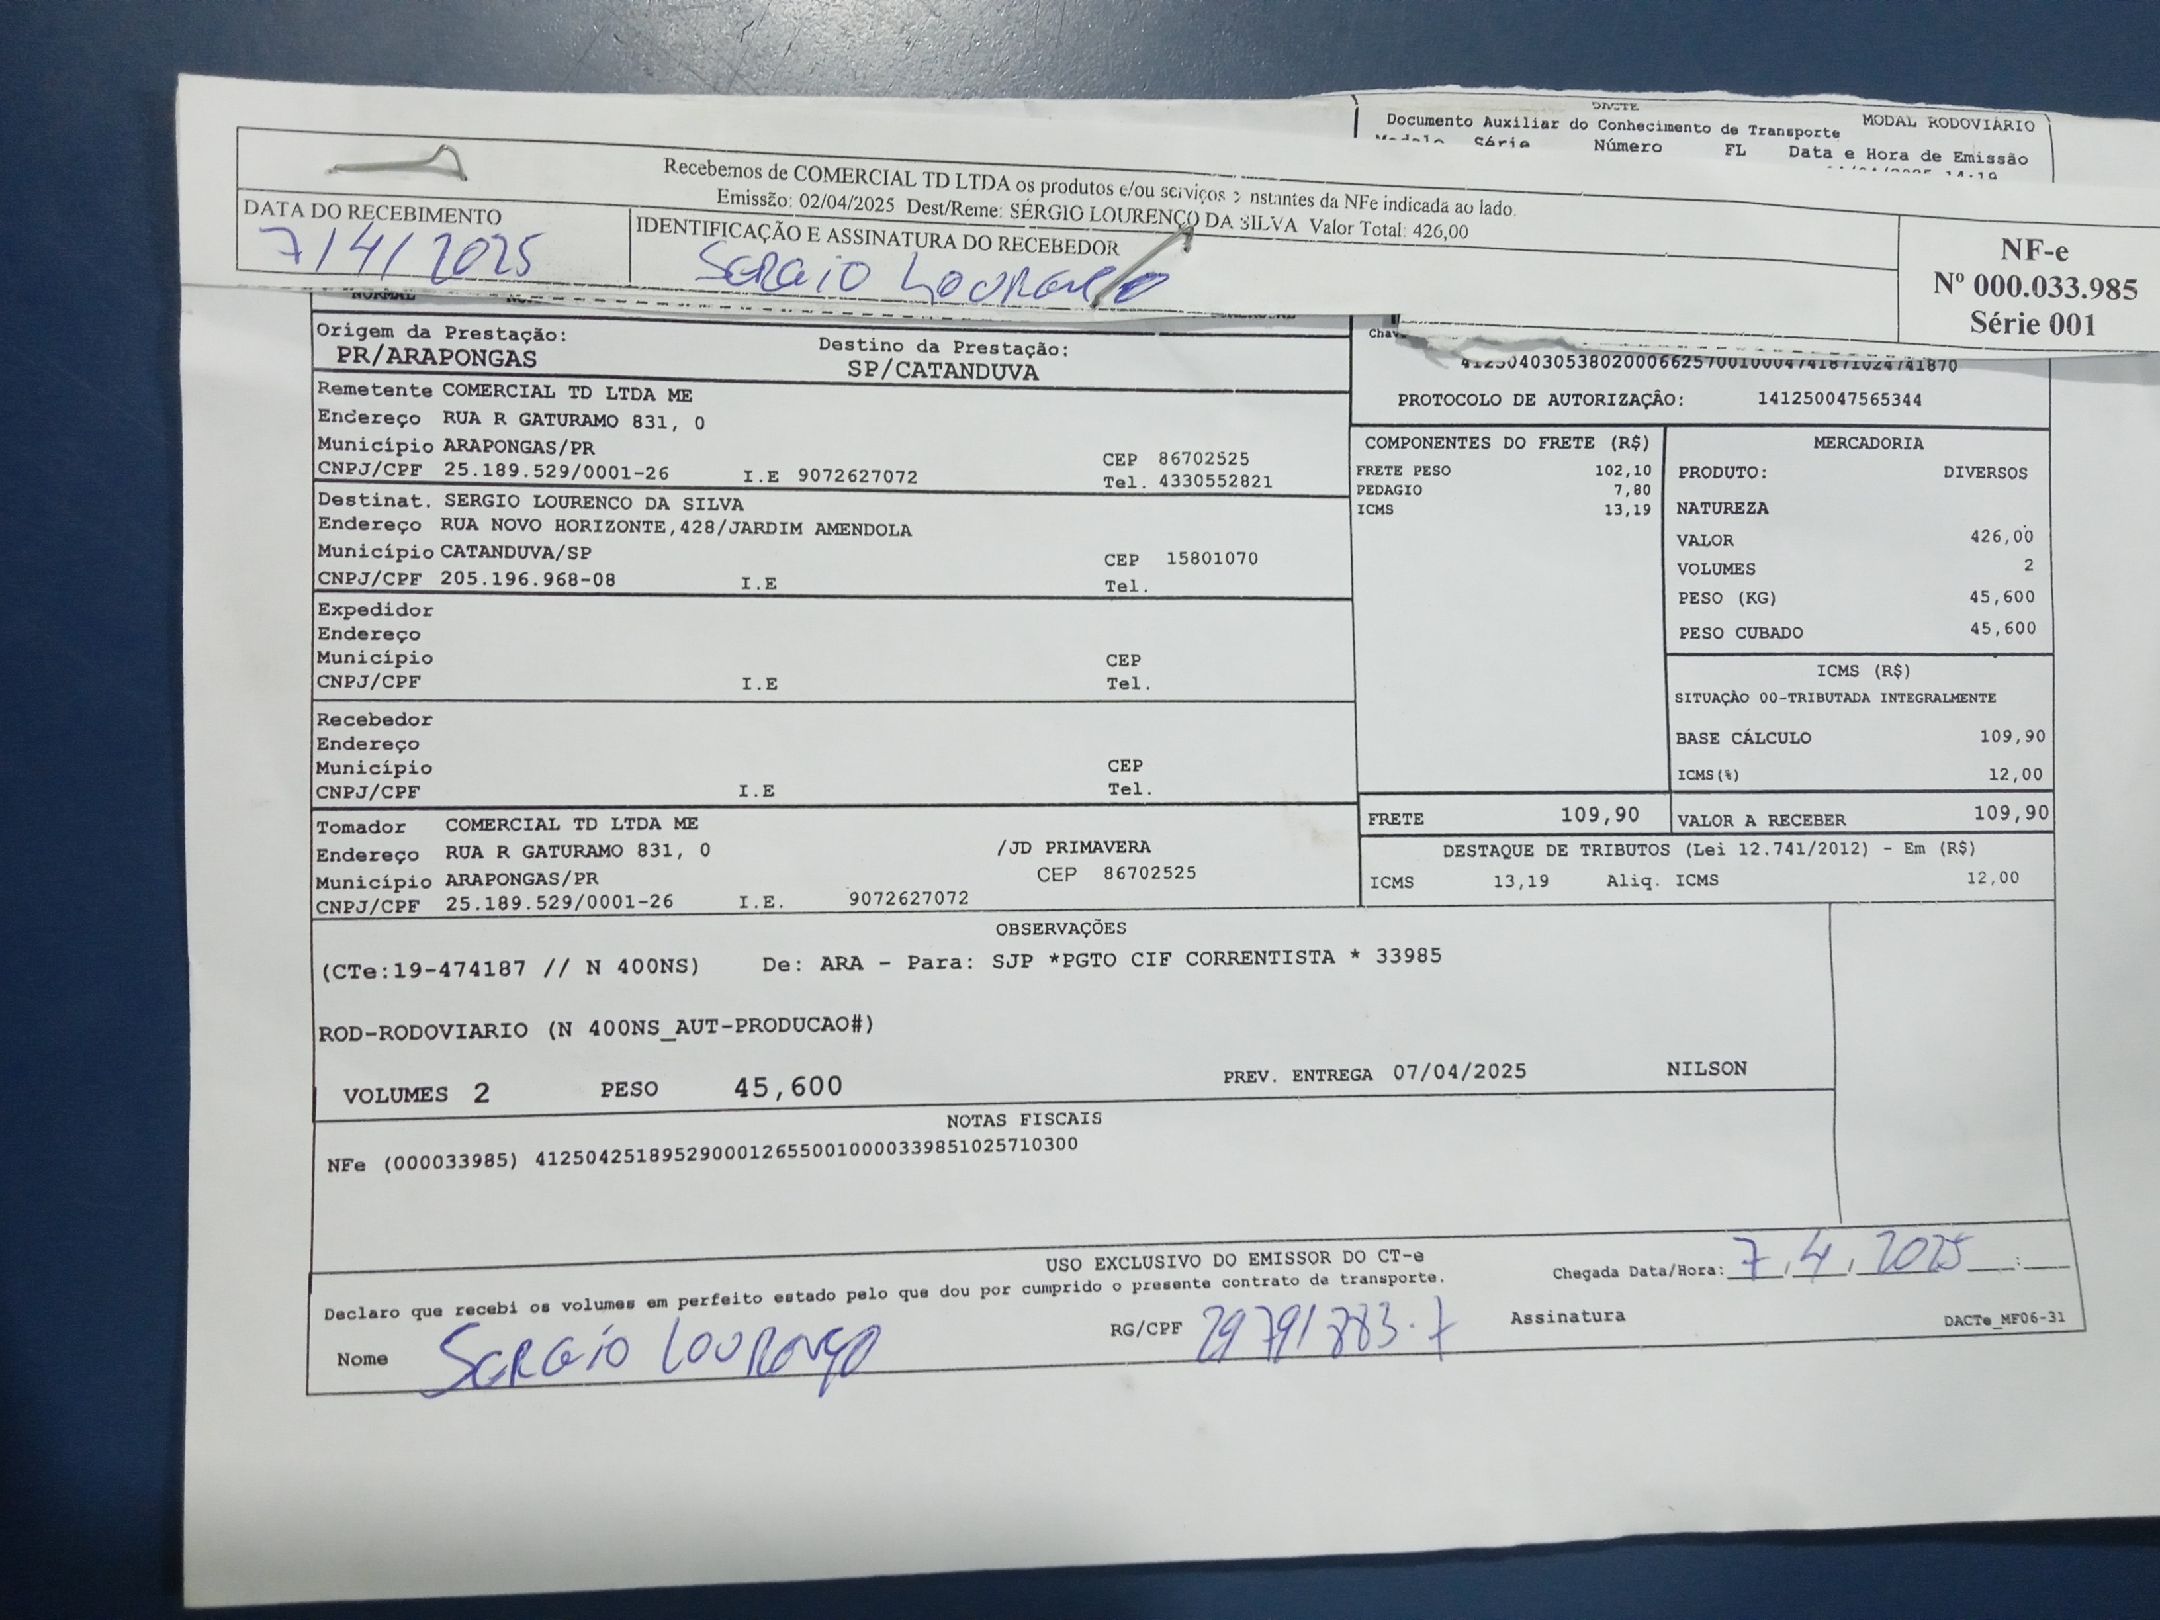 DACTE
Documento Auxiliar do Conhecimento de Transporte MODAL RODOVIÁRIO
Modelo Série Número FL Data e Hora de Emissão
14:19
Recebemos de COMERCIAL TD LTDA os produtos e/ou serviços constantes da NFe indicada ao lado.
Emissão: 02/04/2025 Dest/Reme: SÉRGIO LOURENÇO DA SILVA Valor Total: 426,00
DATA DO RECEBIMENTO IDENTIFICAÇÃO E ASSINATURA DO RECEBEDOR
7/4/2025 SERGIO LOURENÇO
NF-e
Nº 000.033.985
Série 001
NORMAL
Origem da Prestação: Destino da Prestação:
PR/ARAPONGAS SP/CATANDUVA
Remetente COMERCIAL TD LTDA ME
Endereço RUA R GATURAMO 831, 0
Município ARAPONGAS/PR CEP 86702525
CNPJ/CPF 25.189.529/0001-26 I.E 9072627072 Tel. 4330552821
Destinat. SERGIO LOURENCO DA SILVA
Endereço RUA NOVO HORIZONTE,428/JARDIM AMENDOLA
Município CATANDUVA/SP CEP 15801070
CNPJ/CPF 205.196.968-08 I.E Tel.
Expedidor
Endereço
Município CEP
CNPJ/CPF I.E Tel.
Recebedor
Endereço
Município CEP
CNPJ/CPF I.E Tel.
Tomador COMERCIAL TD LTDA ME
Endereço RUA R GATURAMO 831, 0 /JD PRIMAVERA
Município ARAPONGAS/PR CEP 86702525
CNPJ/CPF 25.189.529/0001-26 I.E. 9072627072
41250403053802000662570010004741871024741870
PROTOCOLO DE AUTORIZAÇÂO: 141250047565344
COMPONENTES DO FRETE (R$)
FRETE PESO 102,10
PEDAGIO 7,80
ICMS 13,19
MERCADORIA
PRODUTO: DIVERSOS
NATUREZA
VALOR 426,00
VOLUMES 2
PESO (KG) 45,600
PESO CUBADO 45,600
ICMS (R$)
SITUAÇÃO 00-TRIBUTADA INTEGRALMENTE
BASE CÁLCULO 109,90
ICMS(%) 12,00
FRETE 109,90 VALOR A RECEBER 109,90
DESTAQUE DE TRIBUTOS (Lei 12.741/2012) - Em (R$)
ICMS 13,19 Aliq. ICMS 12,00
OBSERVAÇÕES
(CTe:19-474187 // N 400NS) De: ARA - Para: SJP *PGTO CIF CORRENTISTA * 33985
ROD-RODOVIARIO (N 400NS_AUT-PRODUCAO#)
VOLUMES 2 PESO 45,600 PREV. ENTREGA 07/04/2025 NILSON
NOTAS FISCAIS
NFe (000033985) 41250425189529000126550010000339851025710300
USO EXCLUSIVO DO EMISSOR DO CT-e
Declaro que recebi os volumes em perfeito estado pelo que dou por cumprido o presente contrato de transporte.
Chegada Data/Hora: 7,4,2025 :
Nome SERGIO LOURENÇO RG/CPF 29791883-7 Assinatura
DACTe_MF06-31